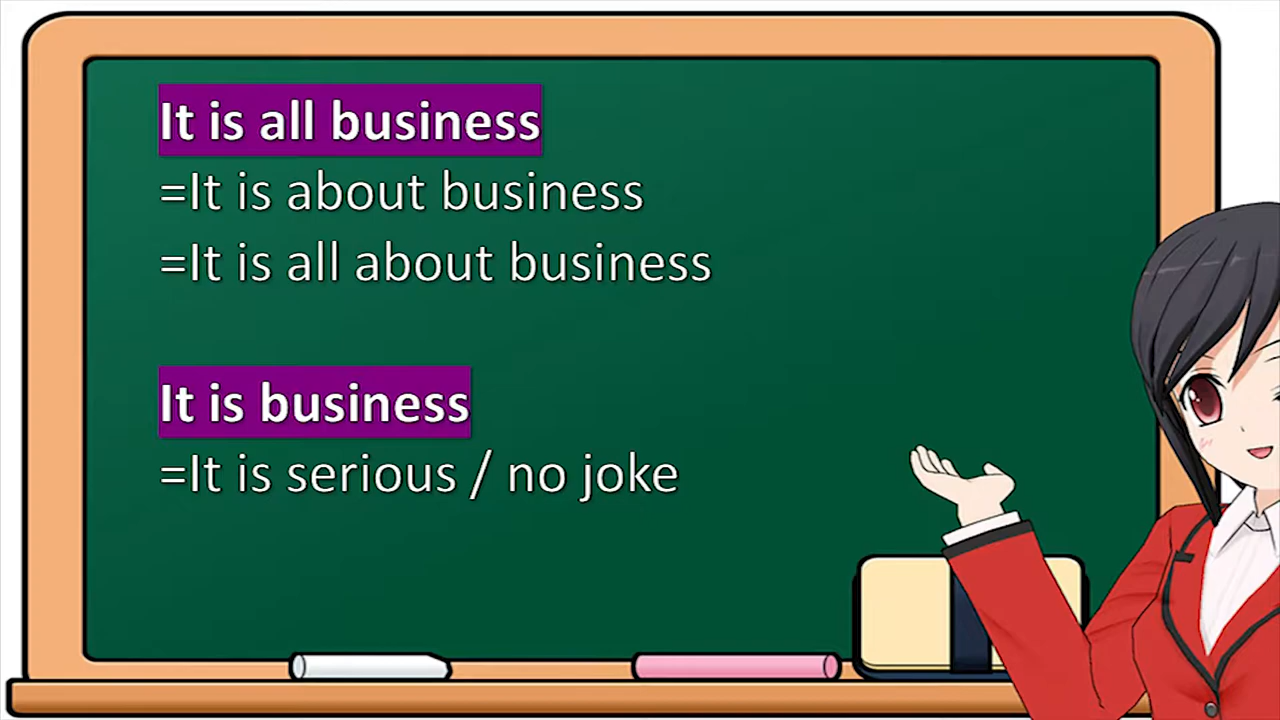 It is all business
=It is about business
=It is all about business
It is business
=It is serious / no joke